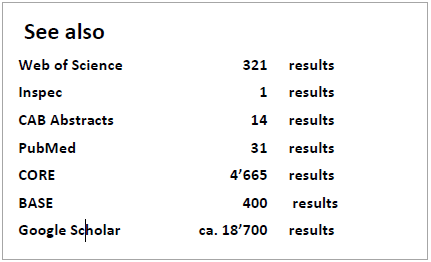 See also
Web of Science 321 results
Inspec 1 results
CAB Abstracts 14 results
PubMed 31 results
CORE 4’665 results
BASE 400 results
Google Scholar ca. 18’700 results